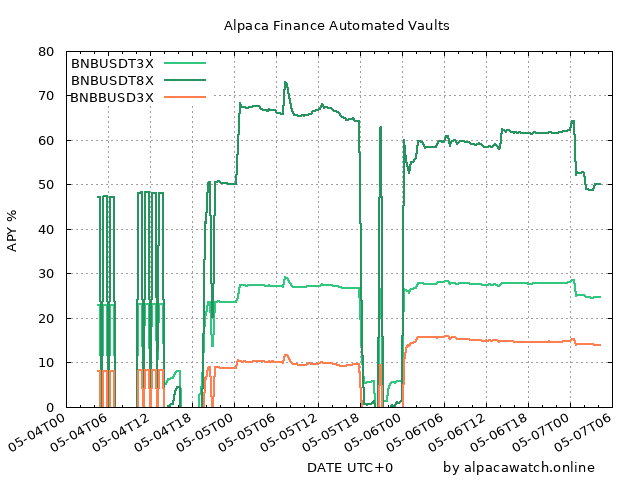 Alpaca Finance Automated Vaults
BNBUSDT3X
BNBUSDT8X
BNBBUSD3X
APY %
80
70
60
50
40
30
20
10
0
05-04T00
05-04T06
05-04T12
05-04T18
05-05T00
05-05T06
05-05T12
05-05T18
05-06T00
05-06T06
05-06T12
05-06T18
05-07T00
05-07T06
DATE UTC+0
by alpacawatch.online